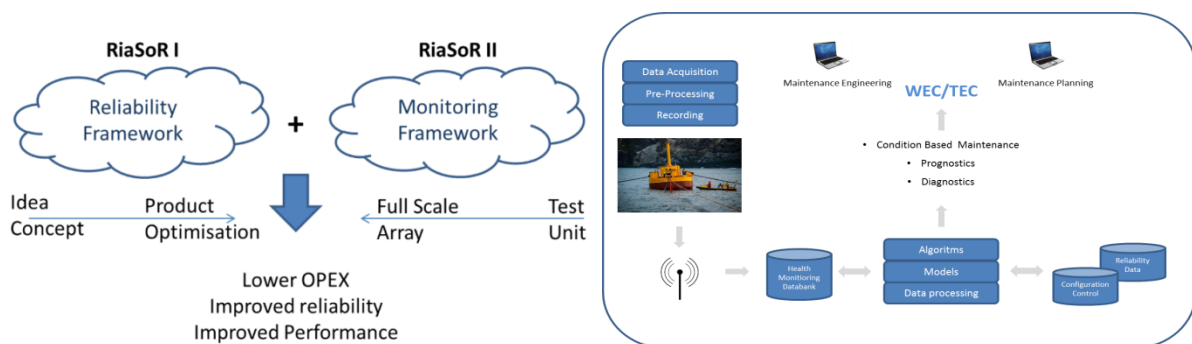 RiaSoR I
RiaSoR II
Reliability
Framework
+
Monitoring
Framework
Idea
Concept
Product
Optimisation
Full Scale
Array
Test
Unit
Lower OPEX
Improved reliability
Improved Performance
Data Acquisition
Pre-Processing
Recording
Maintenance Engineering
WEC/TEC
Maintenance Planning
• Condition Based Maintenance
• Prognostics
• Diagnostics
Health
Monitoring
Databank
Algoritms
Models
Data processing
Reliability
Data
Configuration
Control